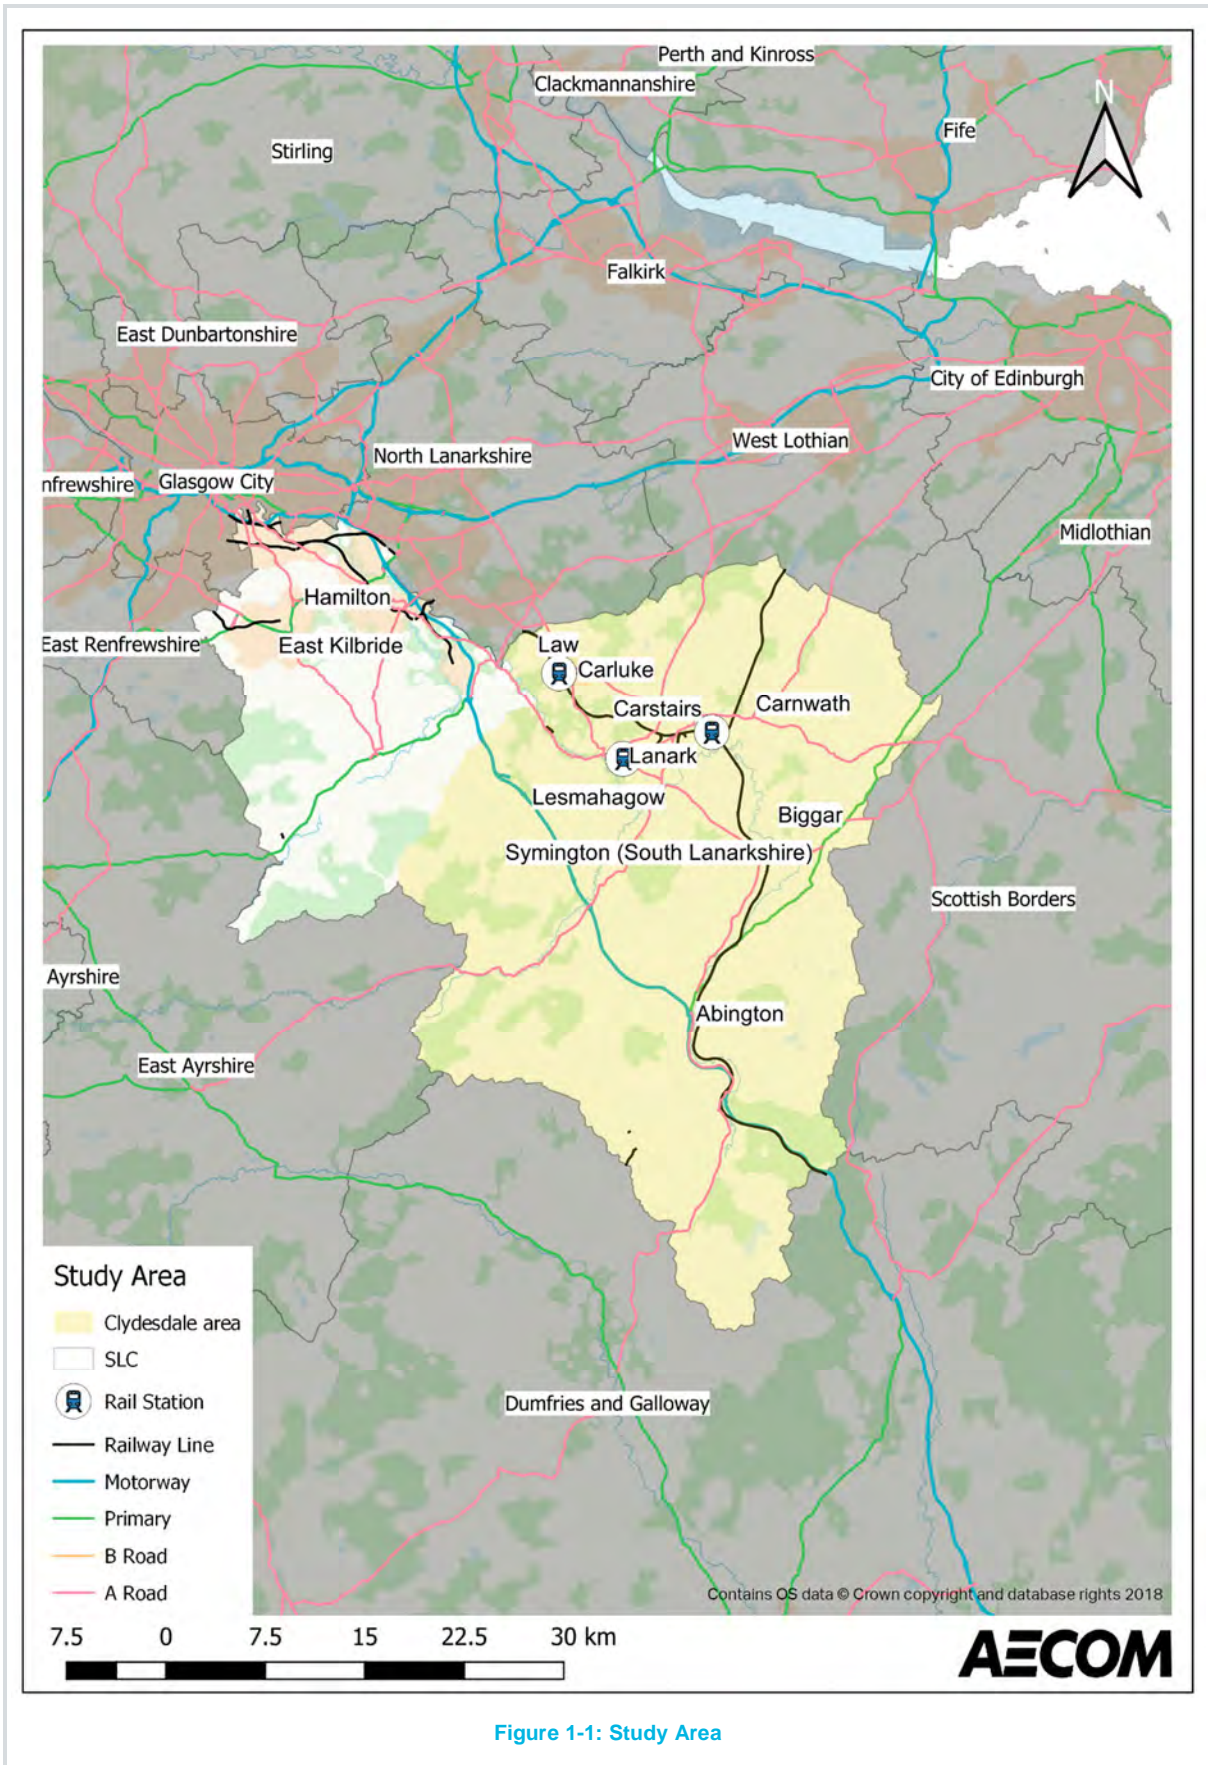 Perth and Kinross
Clackmannanshire
N
Fife
Stirling
Falkirk
East Dunbartonshire
City of Edinburgh
West Lothian
North Lanarkshire
Glasgow City
nfrewshire
Midlothian
Hamilton
East Renfrewshire
East Kilbride
Law
Carluke
Carstairs
Carnwath
Lanark
Lesmahagow
Biggar
Symington (South Lanarkshire)
Scottish Borders
Ayrshire
Abington
East Ayrshire
Dumfries and Galloway
Study Area
Clydesdale area
SLC
Rail Station
Railway Line
Motorway
Primary
B Road
A Road
Contains OS data © Crown copyright and database rights 2018
7.5 0 7.5 15 22.5 30 km
AECOM
Figure 1-1: Study Area